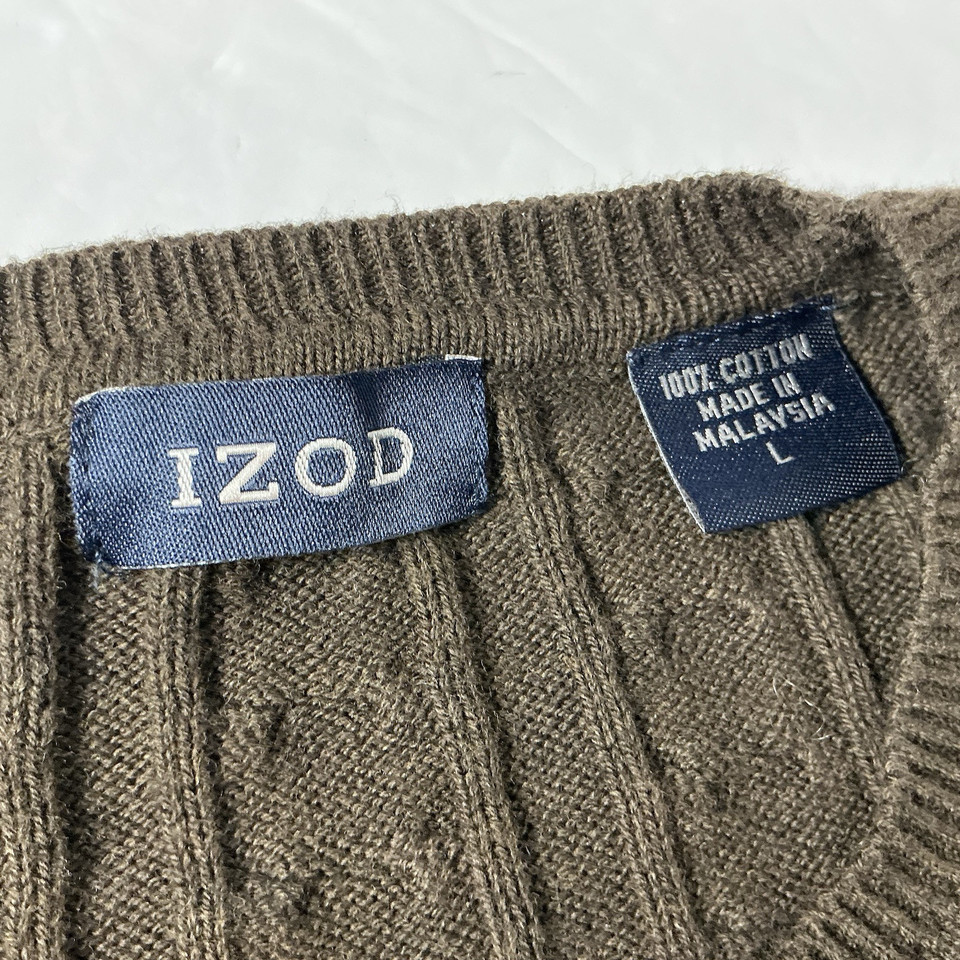 IZOD
100% COTTON
MADE IN
MALAYSIA
L